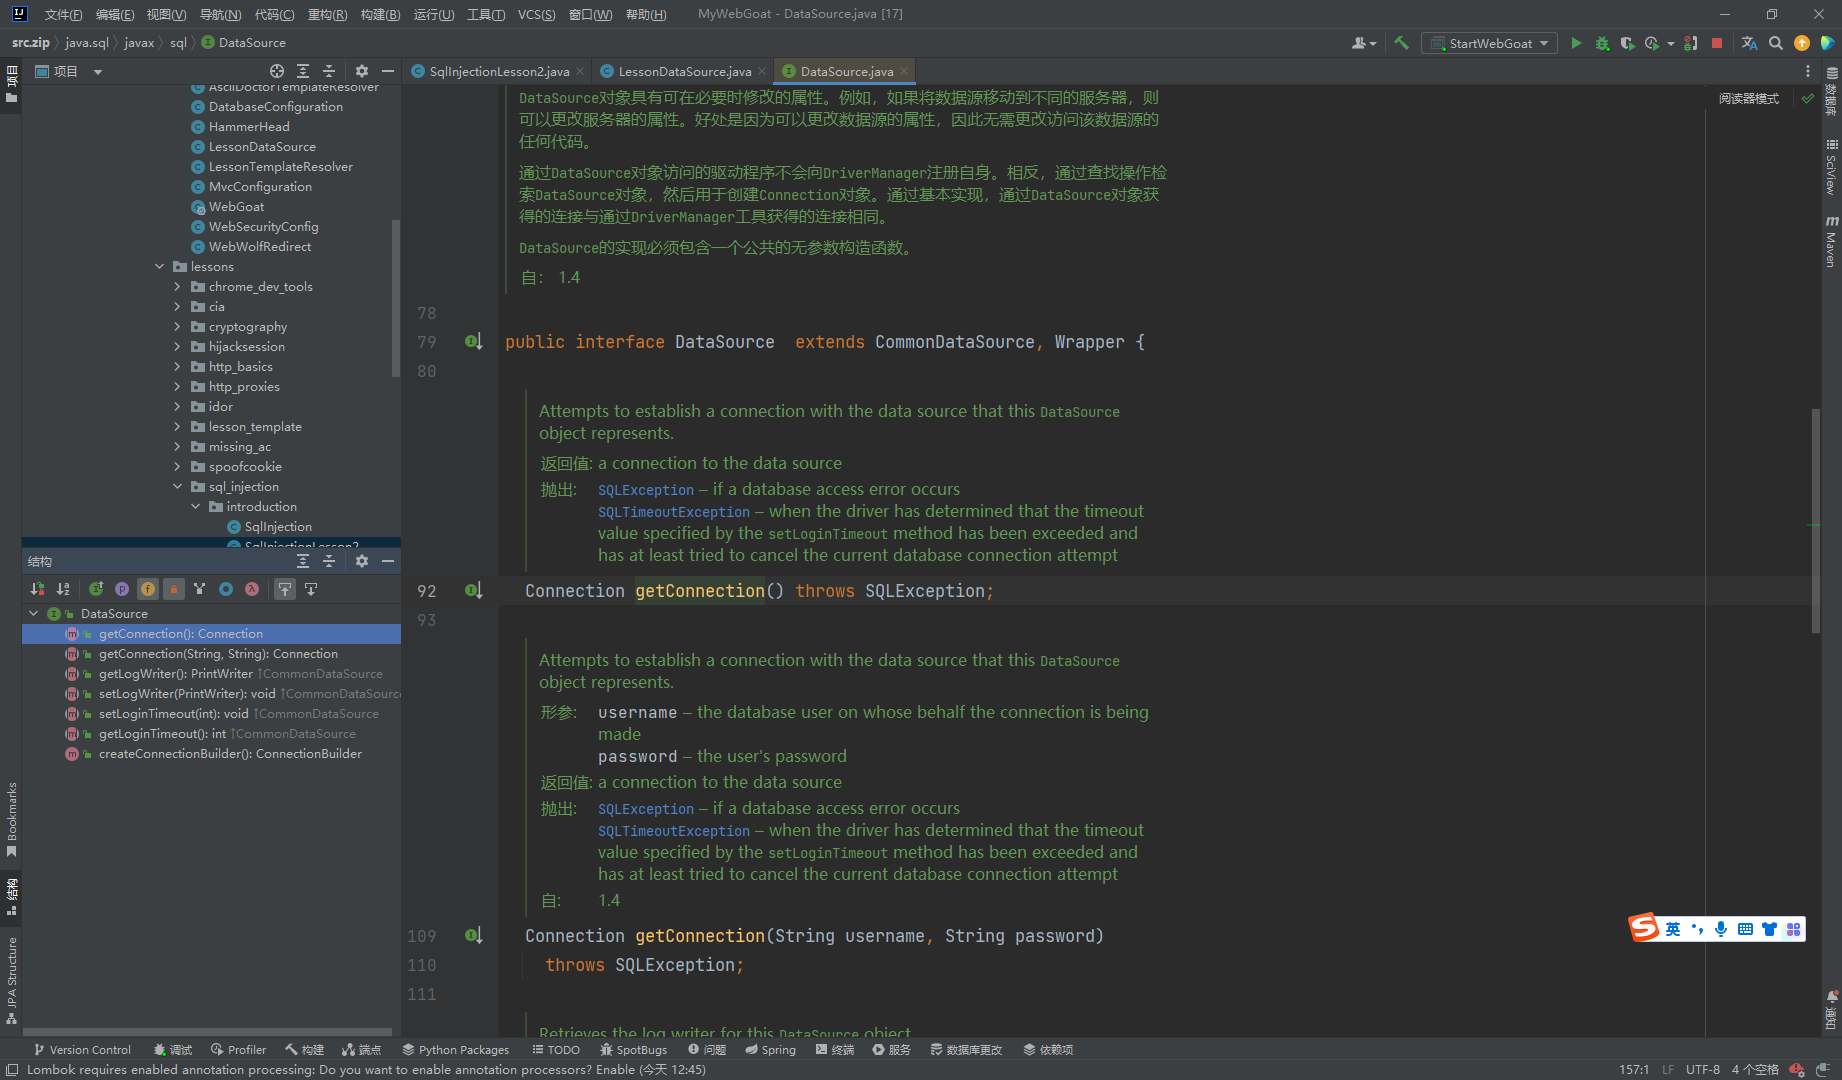 文件(F) 编辑(E) 视图(V) 导航(N) 代码(C) 重构(R) 构建(B) 运行(U) 工具(T) VCS(S) 窗口(W) 帮助(H) MyWebGoat - DataSource.java [17]
src.zip java.sql javax sql DataSource
StartWebGoat
项目
项目
SqlInjectionLesson2.java LessonDataSource.java DataSource.java
AsciiDoctorTemplateResolver
DatabaseConfiguration
HammerHead
LessonDataSource
LessonTemplateResolver
MvcConfiguration
WebGoat
WebSecurityConfig
WebWolfRedirect
lessons
chrome_dev_tools
cia
cryptography
hijacksession
http_basics
http_proxies
idor
lesson_template
missing_ac
spoofcookie
sql_injection
introduction
SqlInjection
SqlInjectionLesson2
结构
DataSource
getConnection(): Connection
getConnection(String, String): Connection
getLogWriter(): PrintWriter ↑CommonDataSource
setLogWriter(PrintWriter): void ↑CommonDataSource
setLoginTimeout(int): void ↑CommonDataSource
getLoginTimeout(): int ↑CommonDataSource
createConnectionBuilder(): ConnectionBuilder
Bookmarks
结构
JPA Structure
DataSource对象具有可在必要时修改的属性。例如，如果将数据源移动到不同的服务器，则
可以更改服务器的属性。好处是因为可以更改数据源的属性，因此无需更改访问该数据源的
任何代码。
通过DataSource对象访问的驱动程序不会向DriverManager注册自身。相反，通过查找操作检
索DataSource对象，然后用于创建Connection对象。通过基本实现，通过DataSource对象获
得的连接与通过DriverManager工具获得的连接相同。
DataSource的实现必须包含一个公共的无参数构造函数。
自： 1.4
78
79 public interface DataSource  extends CommonDataSource, Wrapper {
80
Attempts to establish a connection with the data source that this DataSource
object represents.
返回值: a connection to the data source
抛出: SQLException – if a database access error occurs
SQLTimeoutException – when the driver has determined that the timeout
value specified by the setLoginTimeout method has been exceeded and
has at least tried to cancel the current database connection attempt
92 Connection getConnection() throws SQLException;
93
Attempts to establish a connection with the data source that this DataSource
object represents.
形参: username – the database user on whose behalf the connection is being
made
password – the user's password
返回值: a connection to the data source
抛出: SQLException – if a database access error occurs
SQLTimeoutException – when the driver has determined that the timeout
value specified by the setLoginTimeout method has been exceeded and
has at least tried to cancel the current database connection attempt
自: 1.4
109 Connection getConnection(String username, String password)
110 throws SQLException;
111
Retrieves the log writer for this DataSource object
阅读器模式
数据库
SciView
Maven
通知
英
Version Control 调试 Profiler 构建 端点 Python Packages TODO SpotBugs 问题 Spring 终端 服务 数据库更改 依赖项
Lombok requires enabled annotation processing: Do you want to enable annotation processors? Enable (今天 12:45)
157:1 LF UTF-8 4 个空格